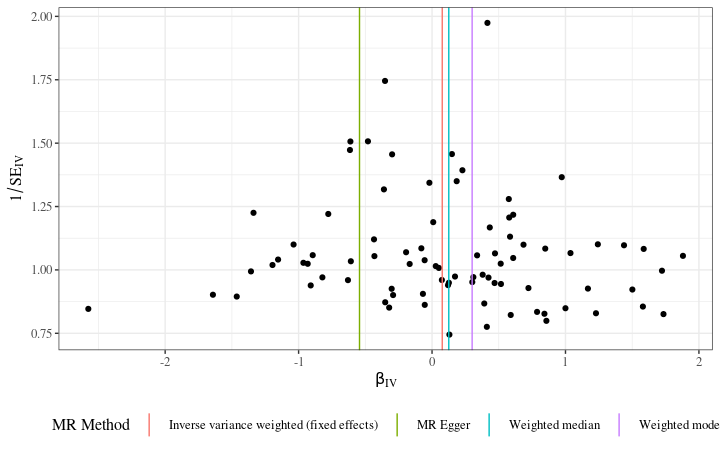 2.00
1.75
1.50
1.25
1.00
0.75
1/SE_IV
-2
-1
0
1
2
β_IV
MR Method
Inverse variance weighted (fixed effects)
MR Egger
Weighted median
Weighted mode